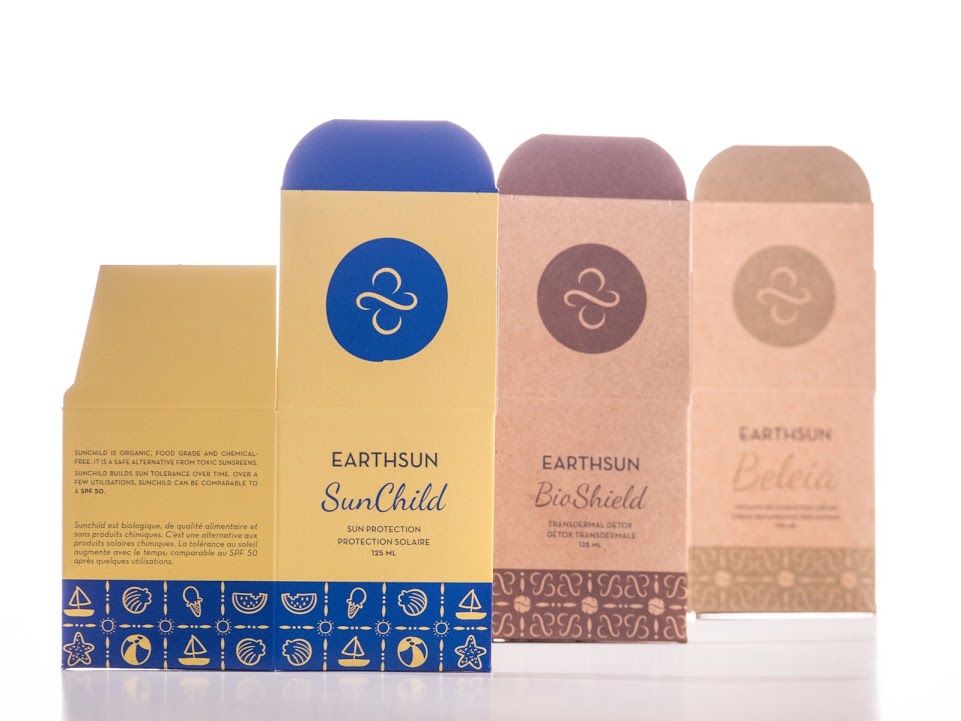 SUNCHILD IS ORGANIC, FOOD GRADE AND CHEMICAL-
FREE. IT IS A SAFE ALTERNATIVE FROM TOXIC SUNSREENS.
SUNCHILD BUILDS SUN TOLERANCE OVER TIME. OVER A
FEW UTILISATIONS, SUNCHILD CAN BE COMPARABLE TO
A SPF 50.
Sunchild est biologique, de qualité alimentaire et
sans produits chimiques. C'est une alternative aux
produits solaires chimiques. La tolérance au soleil
augmente avec le temps: comparable au SPF 50
après quelques utilisations.
EARTHSUN
SunChild
SUN PROTECTION
PROTECTION SOLAIRE
125 ML
EARTHSUN
BioShield
TRANSDERMAL DETOX
DÉTOX TRANSDERMALE
125 ML
EARTHSUN
Beleia